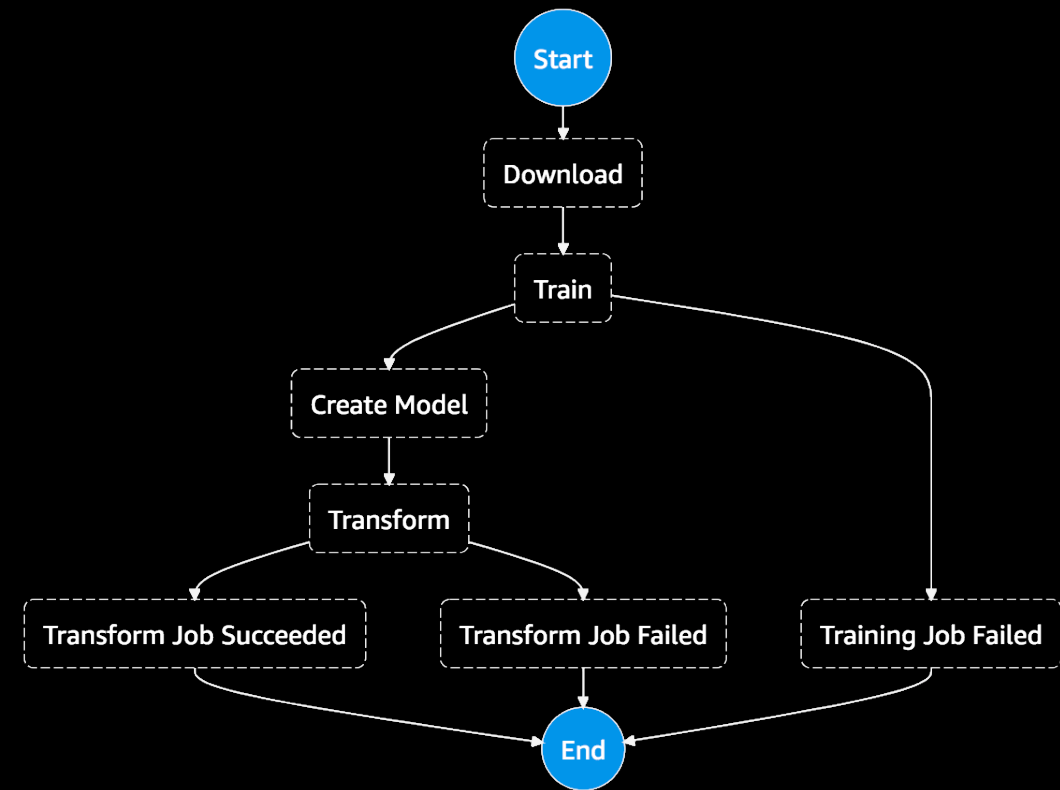 Start
Download
Train
Create Model
Transform
Transform Job Succeeded
Transform Job Failed
Training Job Failed
End